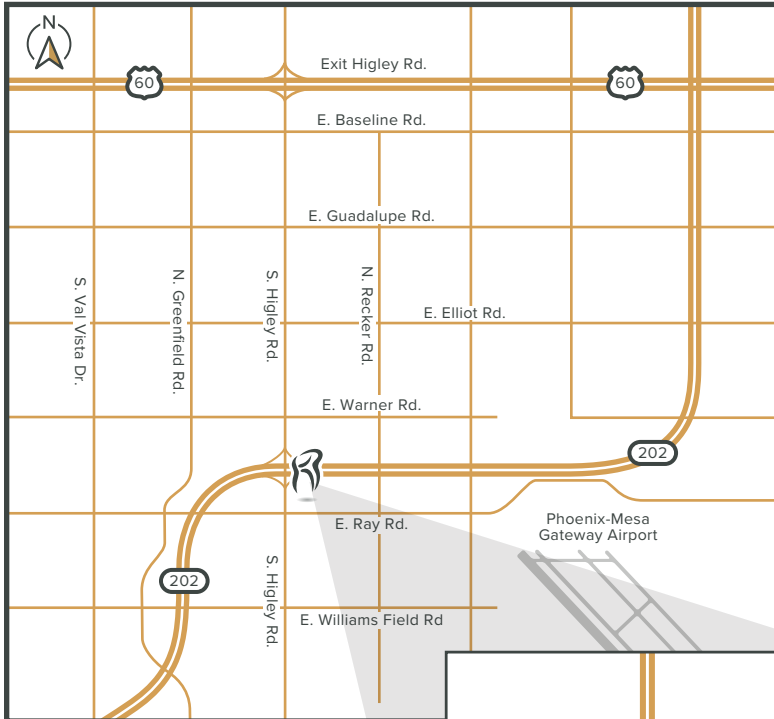 N
Exit Higley Rd.
60
60
E. Baseline Rd.
E. Guadalupe Rd.
S. Val Vista Dr.
N. Greenfield Rd.
S. Higley Rd.
N. Recker Rd.
E. Elliot Rd.
E. Warner Rd.
202
E. Ray Rd.
Phoenix-Mesa
Gateway Airport
202
S. Higley Rd.
E. Williams Field Rd